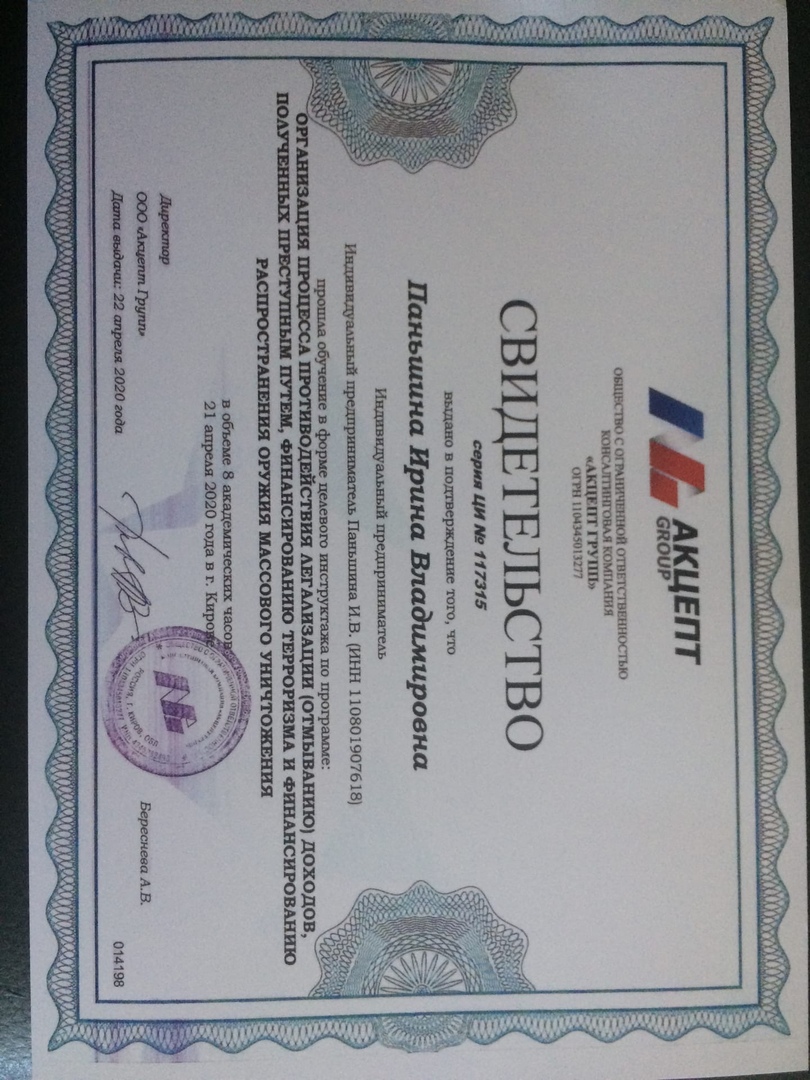 АКЦЕПТ
GROUP
ОБЩЕСТВО С ОГРАНИЧЕННОЙ ОТВЕТСТВЕННОСТЬЮ
КОНСАЛТИНГОВАЯ КОМПАНИЯ
«АКЦЕПТ ГРУПП»
ОГРН 1104345013277
СВИДЕТЕЛЬСТВО
серия ЦИ № 117315
выдано в подтверждение того, что
Паньшина Ирина Владимировна
Индивидуальный предприниматель
Индивидуальный предприниматель Паньшина И.В. (ИНН 110801907618)
прошла обучение в форме целевого инструктажа по программе:
ОРГАНИЗАЦИЯ ПРОЦЕССА ПРОТИВОДЕЙСТВИЯ ЛЕГАЛИЗАЦИИ (ОТМЫВАНИЮ) ДОХОДОВ,
ПОЛУЧЕННЫХ ПРЕСТУПНЫМ ПУТЕМ, ФИНАНСИРОВАНИЮ ТЕРРОРИЗМА И ФИНАНСИРОВАНИЮ
РАСПРОСТРАНЕНИЯ ОРУЖИЯ МАССОВОГО УНИЧТОЖЕНИЯ
в объеме 8 академических часов
21 апреля 2020 года в г. Кирове
Директор
ООО «Акцепт Групп»
Береснева А.В.
Дата выдачи: 22 апреля 2020 года
014198